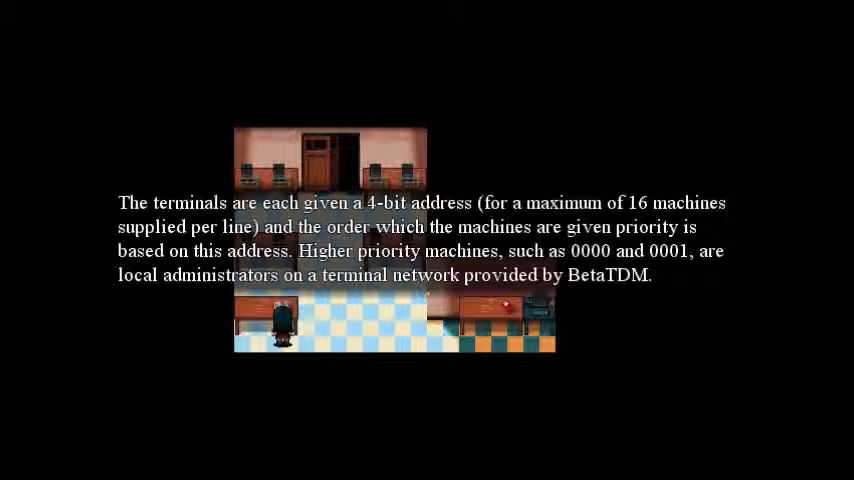 The terminals are each given a 4-bit address (for a maximum of 16 machines
supplied per line) and the order which the machines are given priority is
based on this address. Higher priority machines, such as 0000 and 0001, are
local administrators on a terminal network provided by BetaTDM.